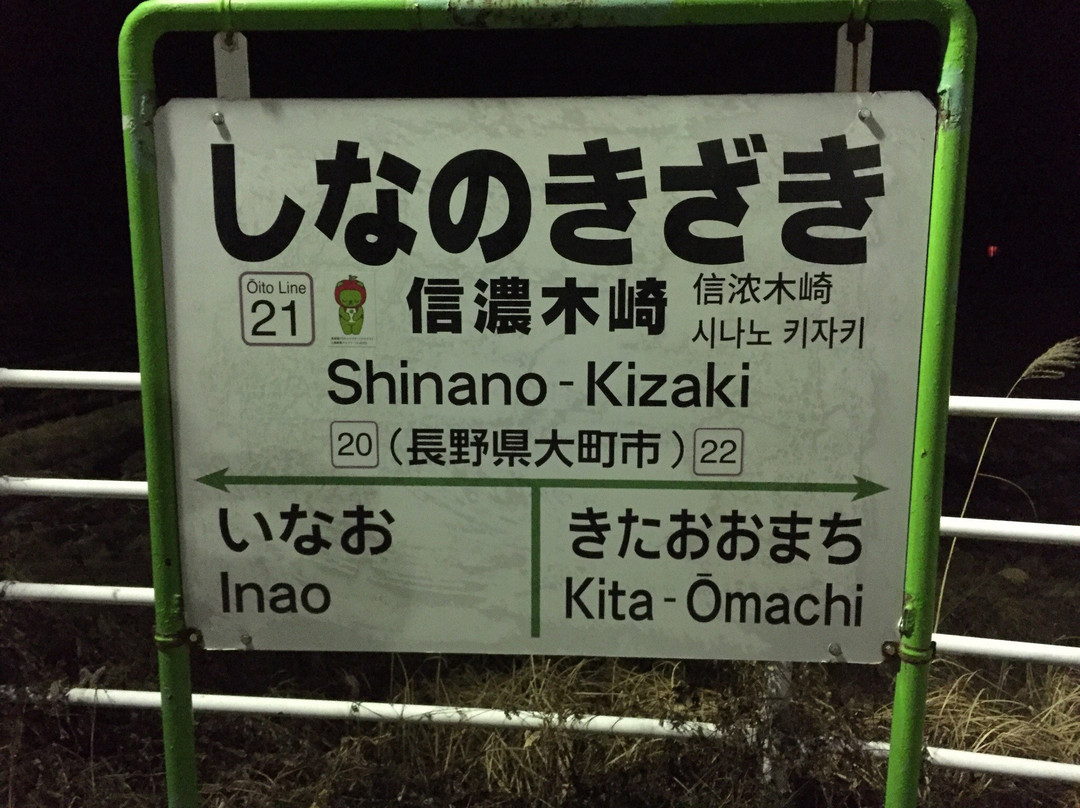 しなのきざき
Ōito Line
21
信濃木崎
信浓木崎
시나노 키자키
Shinano-Kizaki
20 (長野県大町市) 22
いなお
きたおおまち
Inao
Kita-Ōmachi